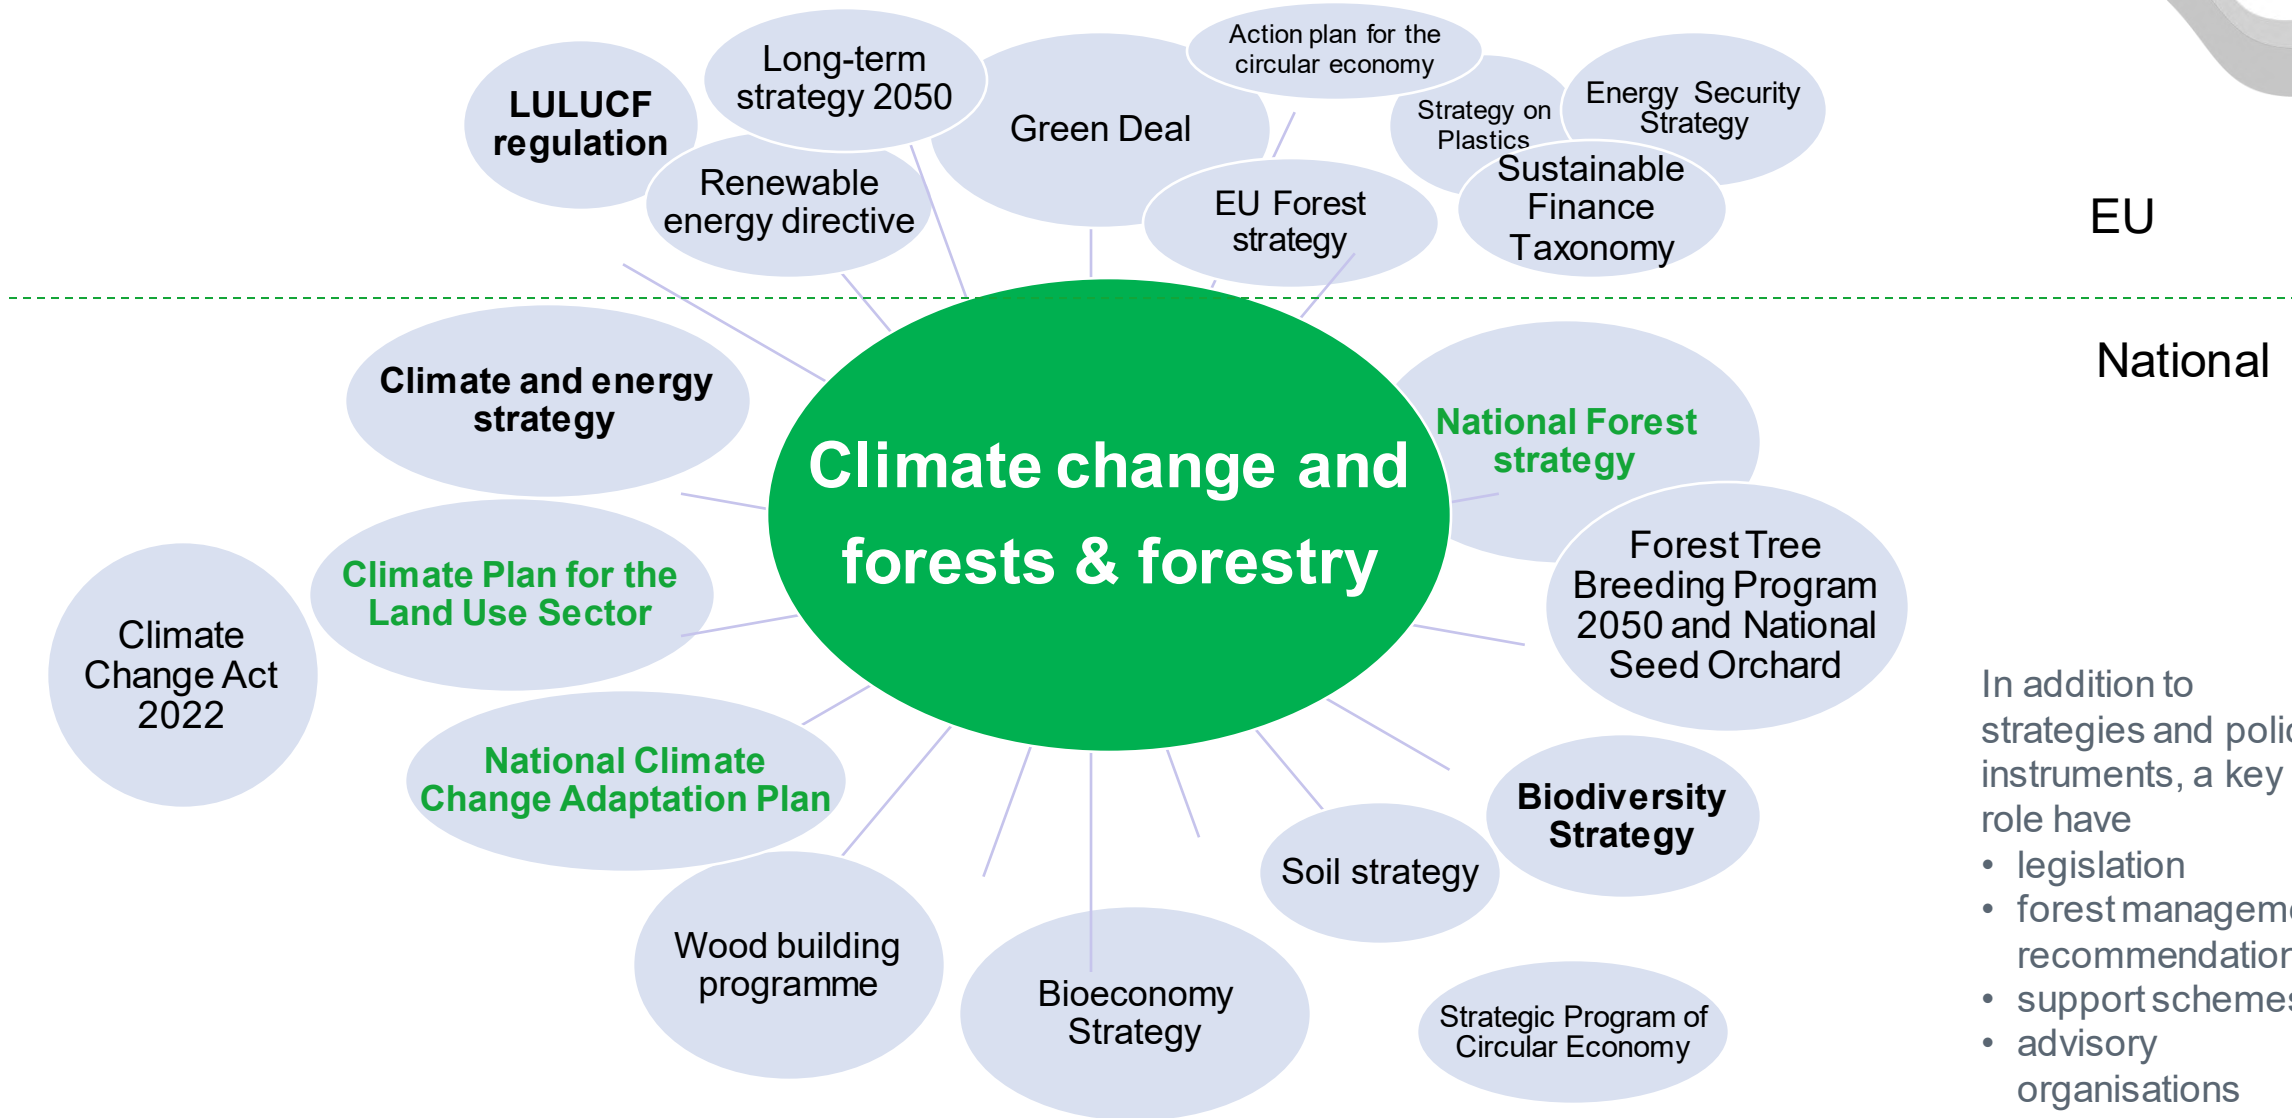 LULUCF
regulation
Long-term
strategy 2050
Renewable
energy directive
Green Deal
Action plan for the
circular economy
EU Forest
strategy
Strategy on
Plastics
Energy Security
Strategy
Sustainable
Finance
Taxonomy
EU
National
Climate and energy
strategy
Climate change and
forests & forestry
National Forest
strategy
Climate Plan for the
Land Use Sector
Climate
Change Act
2022
Forest Tree
Breeding Program
2050 and National
Seed Orchard
National Climate
Change Adaptation Plan
Biodiversity
Strategy
Soil strategy
Wood building
programme
Bioeconomy
Strategy
Strategic Program of
Circular Economy
In addition to
strategies and
instruments, a key
role have
• legislation
• forest
• support
• advisory
organisations